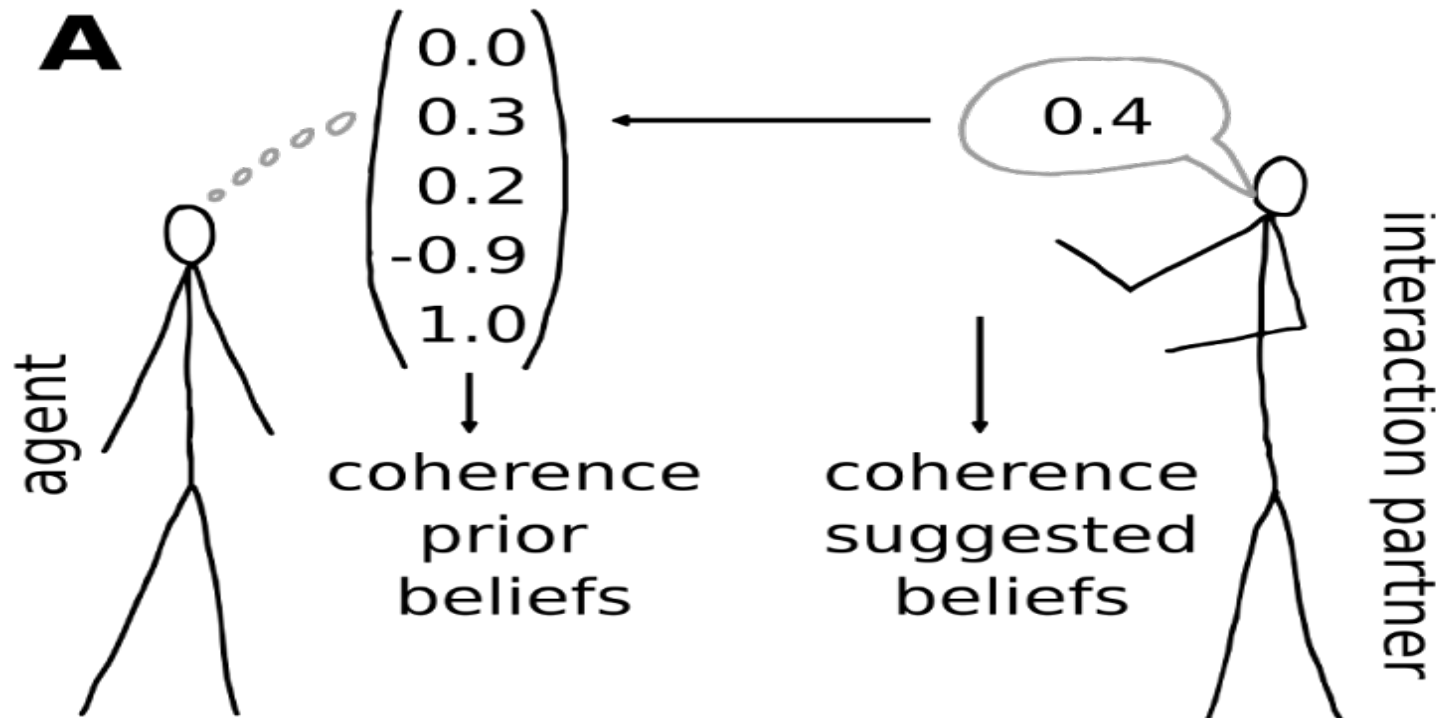 A
0.0
0.3
0.2
-0.9
1.0
0.4
agent
coherence
prior
beliefs
coherence
suggested
beliefs
interaction partner